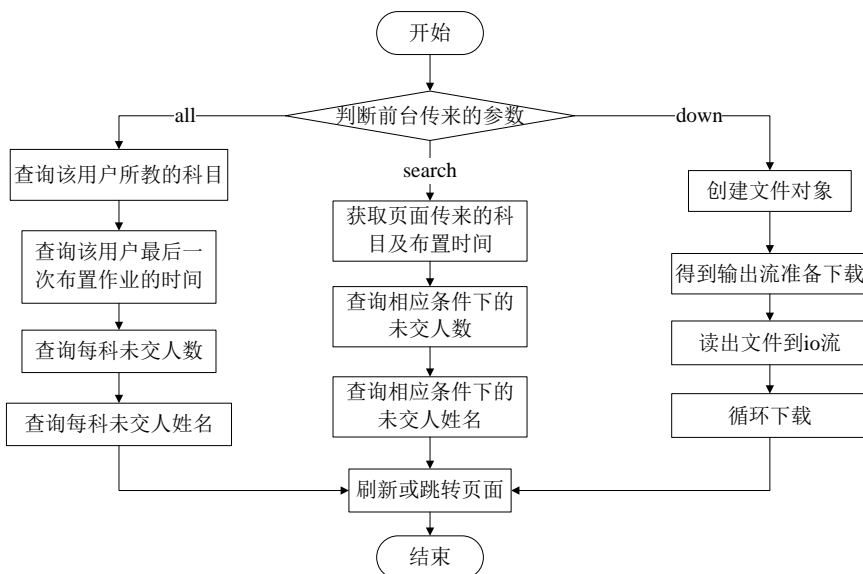 开始
判断前台传来的参数
all
search
down
查询该用户所教的科目
查询该用户最后一
次布置作业的时间
查询每科未交人数
查询每科未交人姓名
获取页面传来的科
目及布置时间
查询相应条件下的
未交人数
查询相应条件下的
未交人姓名
创建文件对象
得到输出流准备下载
读出文件到io流
循环下载
刷新或跳转页面
结束